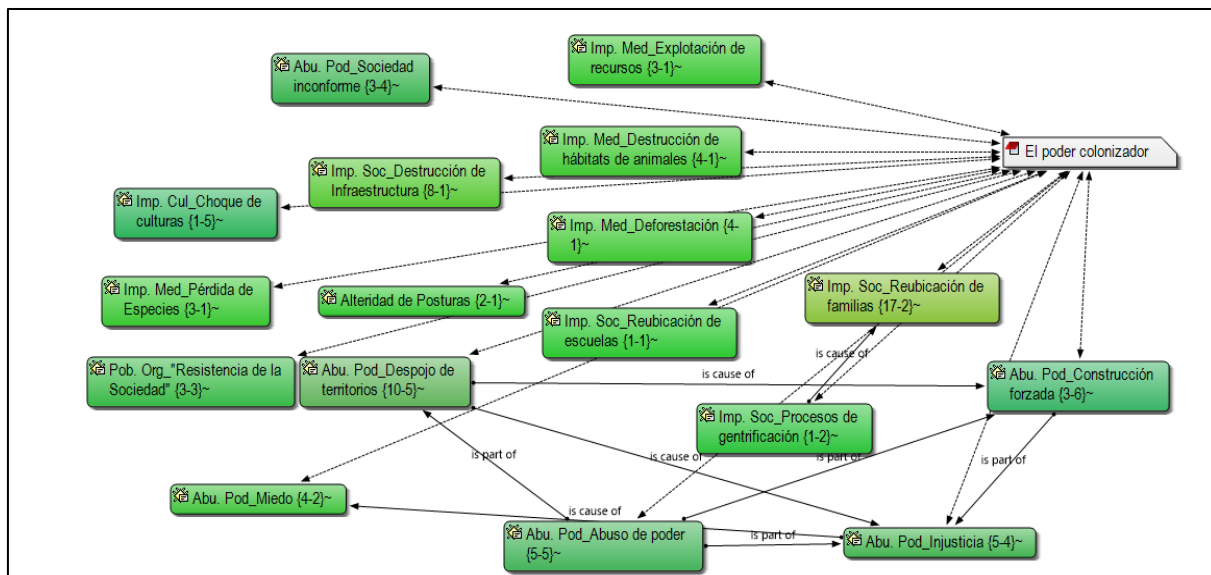 Imp. Med_Explotación de
recursos {3-1}~
Abu. Pod_Sociedad
inconforme {3-4}~
Imp. Med_Destrucción de
hábitats de animales {4-1}~
El poder colonizador
Imp. Soc_Destrucción de
Infraestructura {8-1}~
Imp. Cul_Choque de
culturas {1-5}~
Imp. Med_Deforestación {4-
1}~
Imp. Med_Pérdida de
Especies {3-1}~
Alteridad de Posturas {2-1}~
Imp. Soc_Reubicación de
familias {17-2}~
Imp. Soc_Reubicación de
escuelas {1-1}~
is cause of
Pob. Org_"Resistencia de la
Sociedad" {3-3}~
Abu. Pod_Despojo de
territorios {10-5}~
is cause of
Abu. Pod_Construcción
forzada {3-6}~
Imp. Soc_Procesos de
gentrificación {1-2}~
is part of
is cause of
is part of
is part of
Abu. Pod_Miedo {4-2}~
is cause of
Abu. Pod_Abuso de poder
{5-5}~
is part of
Abu. Pod_Injusticia {5-4}~